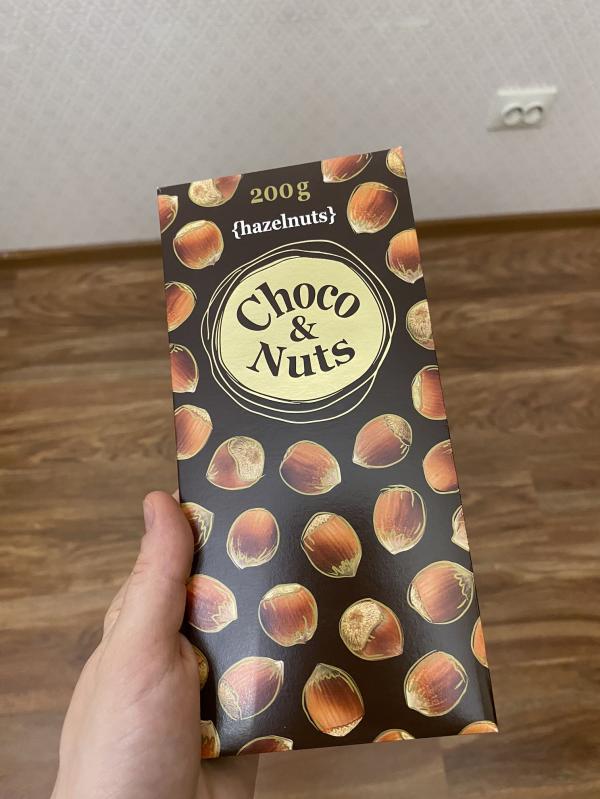 200g
{hazelnuts}
Choco
&
Nuts